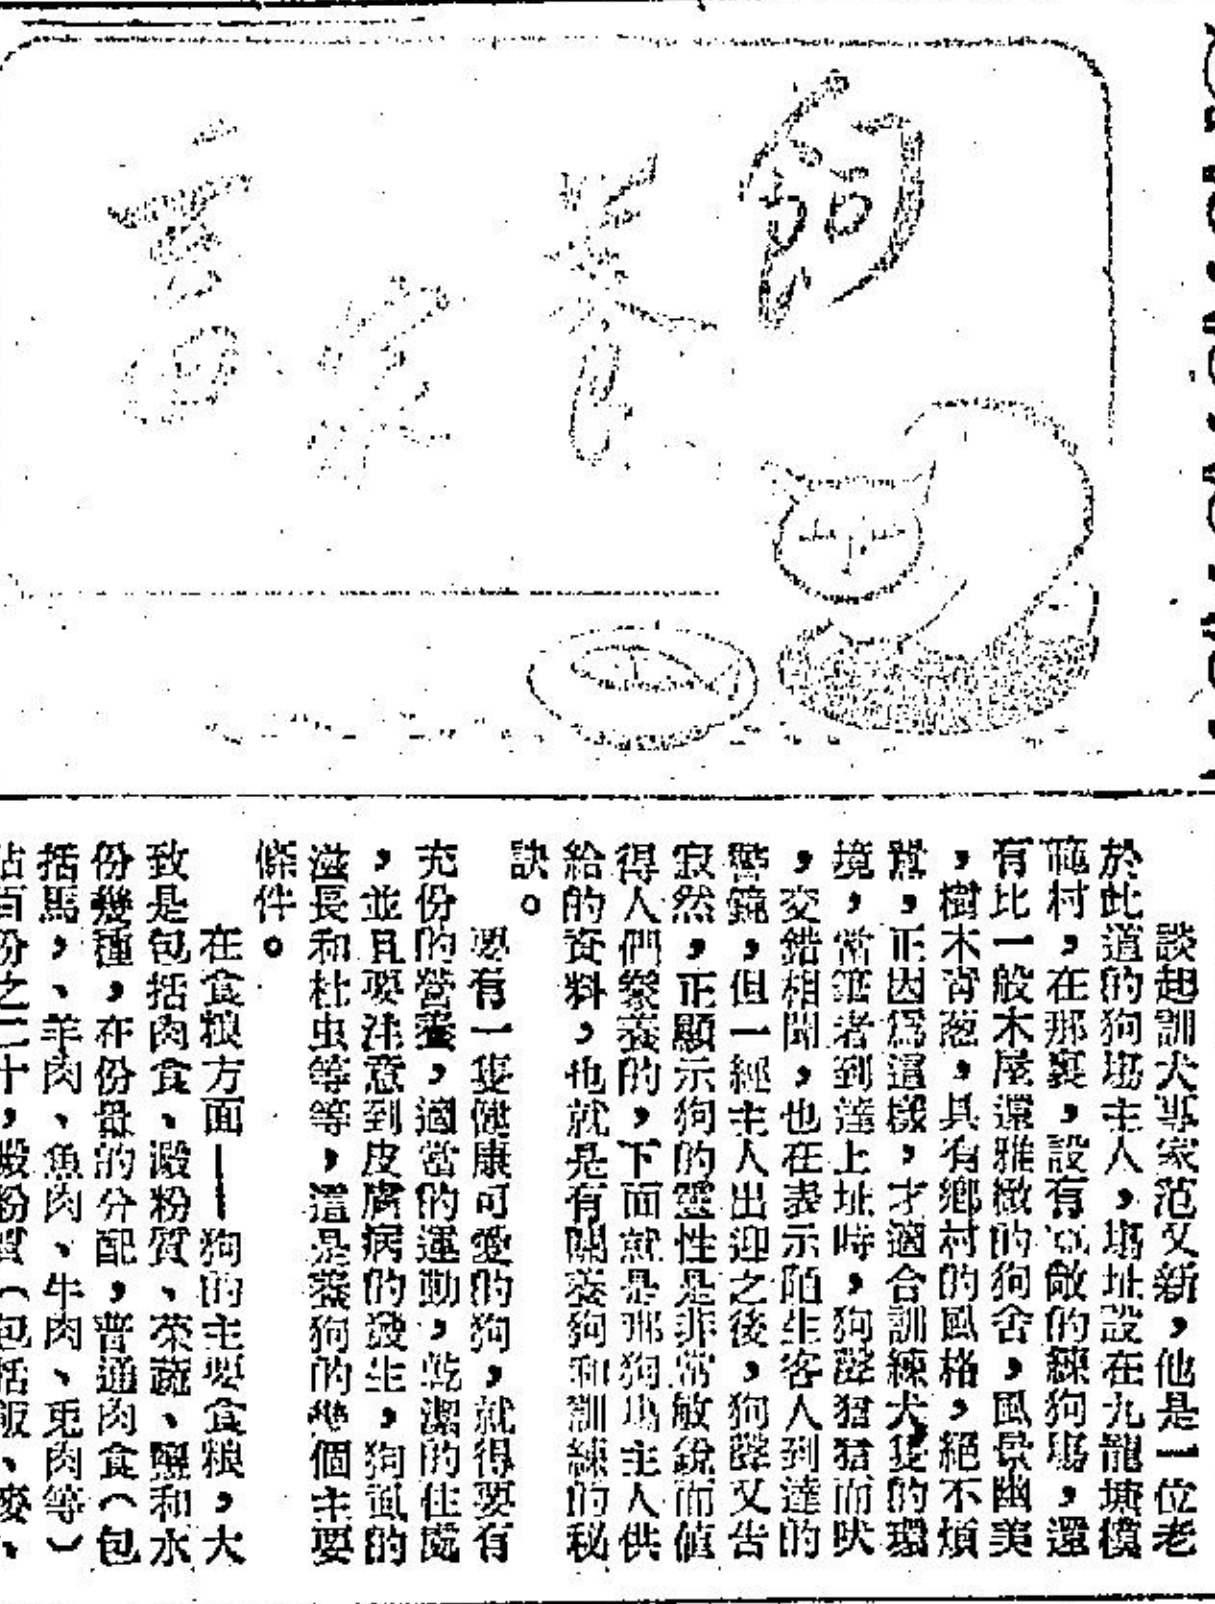 談起訓犬專家范文新，他是一位老
於此道的狗塲主人，塲址設在九龍壙樸
村，在那裏，設有敞的練狗塲，還
有比一般木屋還雅緻的狗舍，風景幽美
，樹木青葱，具有鄉村的風格，絕不煩
囂，正因爲這樣，才適合訓練犬隻的環
境，當筆者到達上址時，狗聲狺狺而吠
，交錯相聞，也在表示陌生客人到達的
警鐘，但一經主人出迎之後，狗聲又告
寂然，正顯示狗的靈性是非常敏銳而値
得人們豢養的，下面就是那狗塲主人供
給的資料，也就是有關養狗和訓練的秘
訣。
要有一隻健康可愛的狗，就得要有
充份的營養，適當的運動，乾潔的住處
，並且要注意到皮膚病的發生，狗虱的
滋長和杜虫等等，這是養狗的幾個主要
條件。
在食粮方面——狗的主要食粮，大
致是包括肉食、澱粉質、菜蔬、鹽和水
份幾種，在份量的分配，普通肉食（包
括馬，、羊肉、魚肉、牛肉、兎肉等）
佔百份之二十，澱粉質（包括飯、麥、